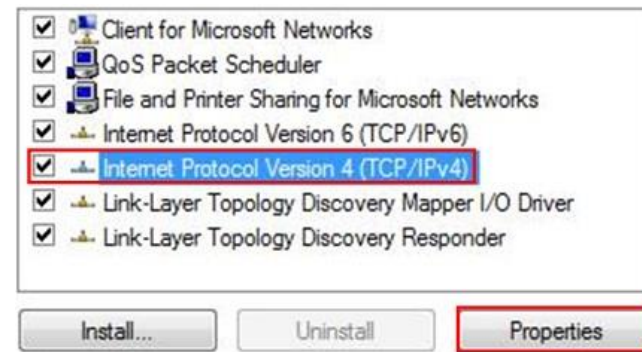 Client for Microsoft Networks
QoS Packet Scheduler
File and Printer Sharing for Microsoft Networks
Internet Protocol Version 6 (TCP/IPv6)
Internet Protocol Version 4 (TCP/IPv4)
Link-Layer Topology Discovery Mapper I/O Driver
Link-Layer Topology Discovery Responder
Install... Uninstall Properties